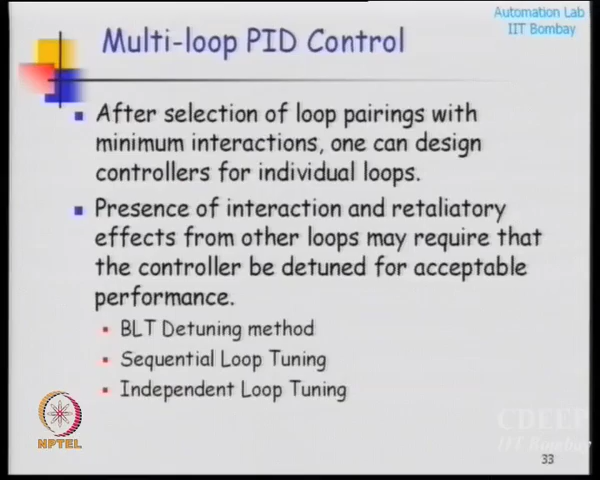 Automation Lab
IIT Bombay
Multi-loop PID Control
After selection of loop pairings with
minimum interactions, one can design
controllers for individual loops.
Presence of interaction and retaliatory
effects from other loops may require that
the controller be detuned for acceptable
performance.
BLT Detuning method
Sequential Loop Tuning
Independent Loop Tuning
NPTEL
CDEEP
IIT Bombay
33